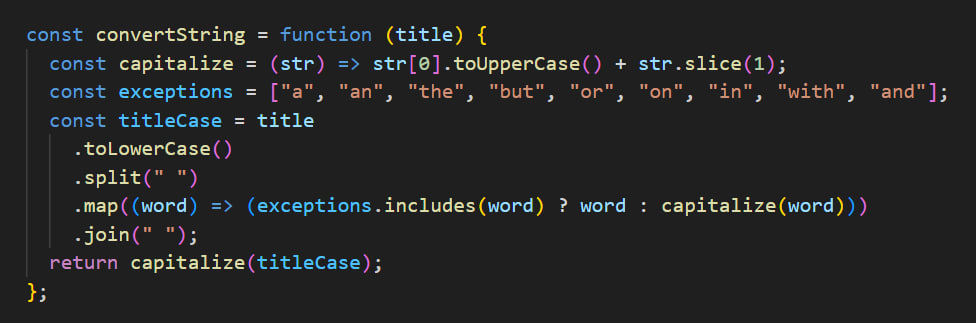 const convertString = function (title) {
  const capitalize = (str) => str[0].toUpperCase() + str.slice(1);
  const exceptions = ["a", "an", "the", "but", "or", "on", "in", "with", "and"];
  const titleCase = title
    .toLowerCase()
    .split(" ")
    .map((word) => (exceptions.includes(word) ? word : capitalize(word)))
    .join(" ");
  return capitalize(titleCase);
};